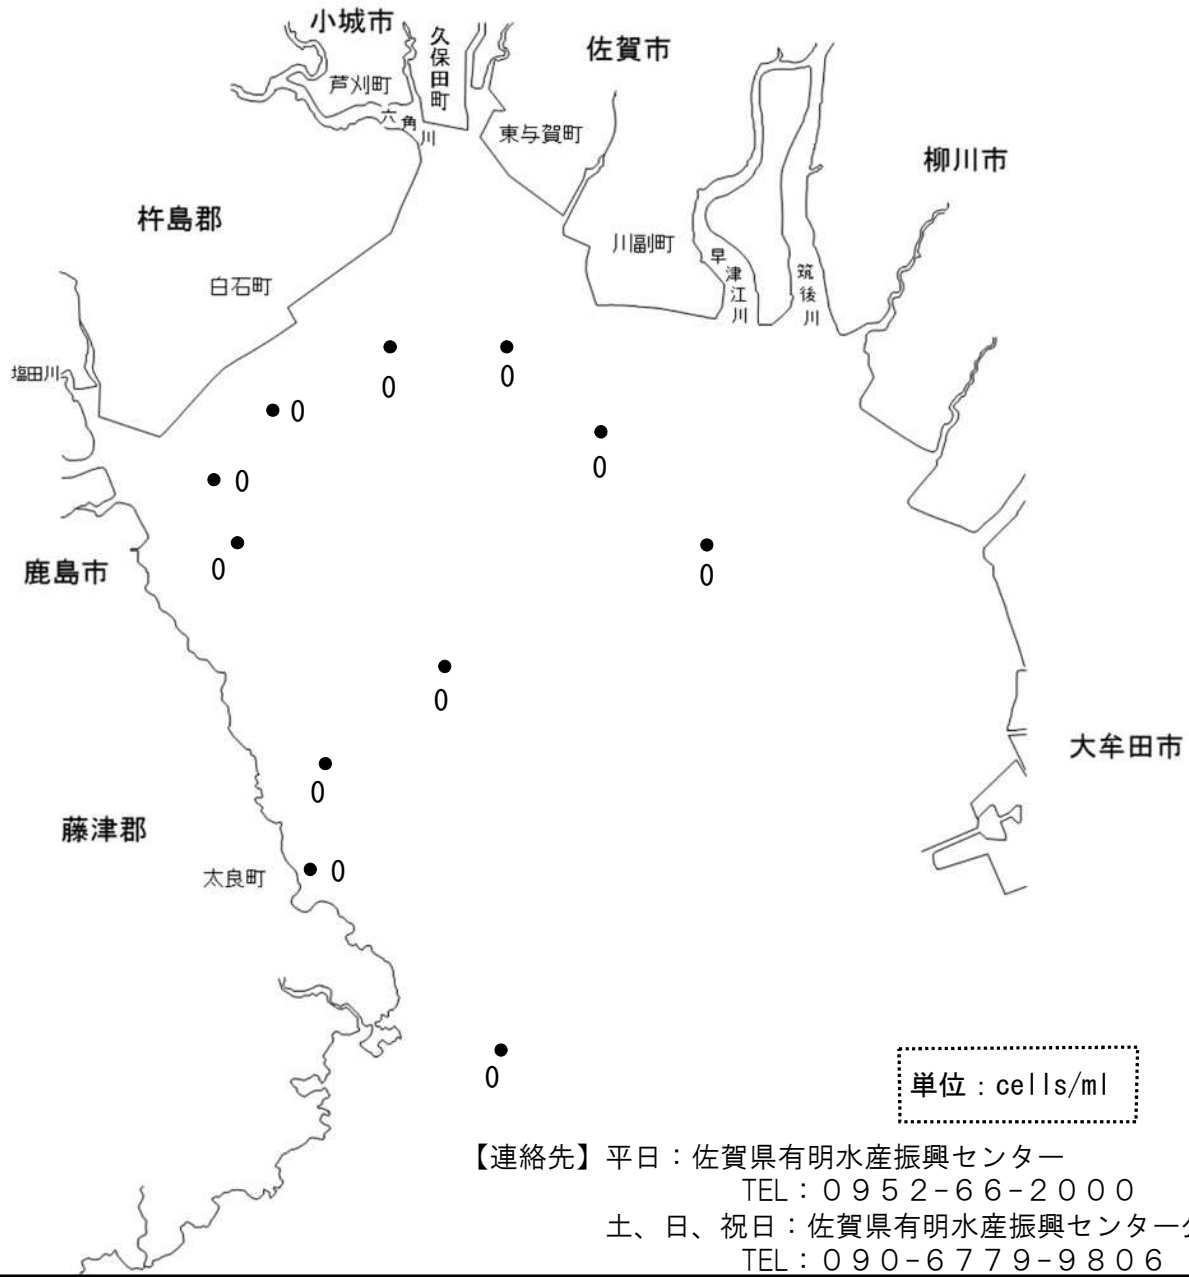 小城市
久保田町
佐賀市
芦刈町
六角川
東与賀町
柳川市
杵島郡
川副町
早津江川
筑後川
白石町
塩田川
0
0
0
0
0
0
鹿島市
0
0
0
大牟田市
0
藤津郡
太良町
0
0
単位：cells/ml
【連絡先】平日：佐賀県有明水産振興センター
TEL：０９５２-６６-２０００
土、日、祝日：佐賀県有明水産振興センター
TEL：０９０-６７７９-９８０６